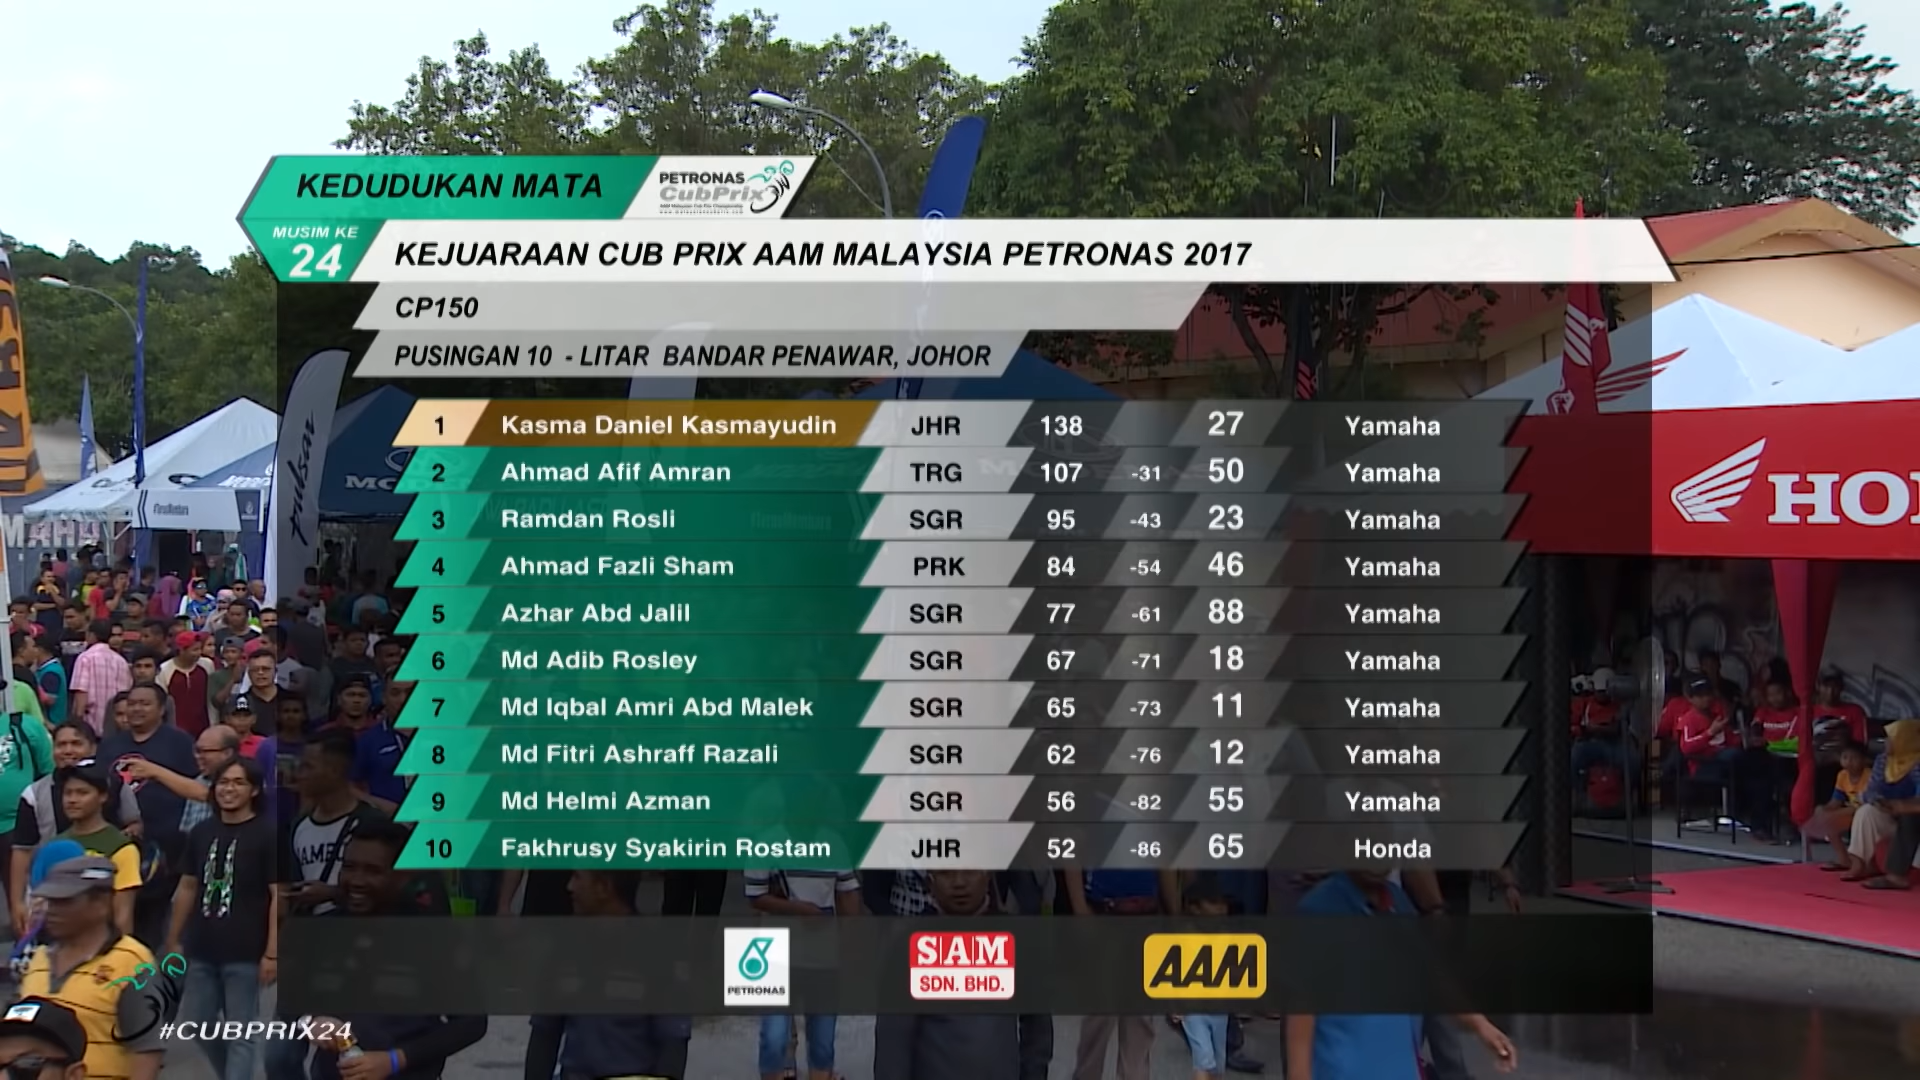 KEDUDUKAN MATA
PETRONAS
CubPrix
MUSIM KE
24
KEJUARAAN CUB PRIX AAM MALAYSIA PETRONAS 2017
CP150
PUSINGAN 10 - LITAR BANDAR PENAWAR, JOHOR
1 Kasma Daniel Kasmayudin JHR 138 27 Yamaha
2 Ahmad Afif Amran TRG 107 -31 50 Yamaha
3 Ramdan Rosli SGR 95 -43 23 Yamaha
4 Ahmad Fazli Sham PRK 84 -54 46 Yamaha
5 Azhar Abd Jalil SGR 77 -61 88 Yamaha
6 Md Adib Rosley SGR 67 -71 18 Yamaha
7 Md Iqbal Amri Abd Malek SGR 65 -73 11 Yamaha
8 Md Fitri Ashraff Razali SGR 62 -76 12 Yamaha
9 Md Helmi Azman SGR 56 -82 55 Yamaha
10 Fakhrusy Syakirin Rostam JHR 52 -86 65 Honda
pulsar
HO
PETRONAS
SAM
SDN. BHD.
AAM
#CUBPRIX24